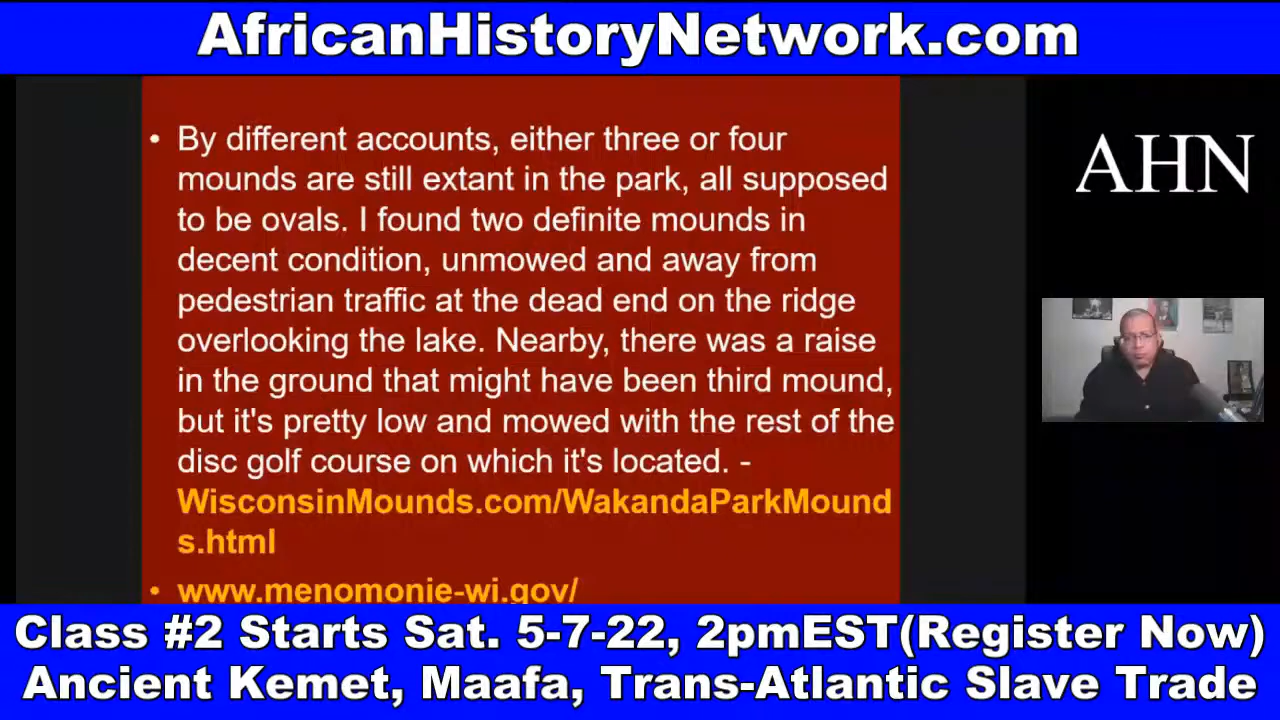 AfricanHistoryNetwork.com
• By different accounts, either three or four
mounds are still extant in the park, all supposed
to be ovals. I found two definite mounds in
decent condition, unmowed and away from
pedestrian traffic at the dead end on the ridge
overlooking the lake. Nearby, there was a raise
in the ground that might have been third mound,
but it's pretty low and mowed with the rest of the
disc golf course on which it's located. -
WisconsinMounds.com/WakandaParkMound
s.html
• www.menomonie-wi.gov/
AHN
Class #2 Starts Sat. 5-7-22, 2pmEST(Register Now)
Ancient Kemet, Maafa, Trans-Atlantic Slave Trade